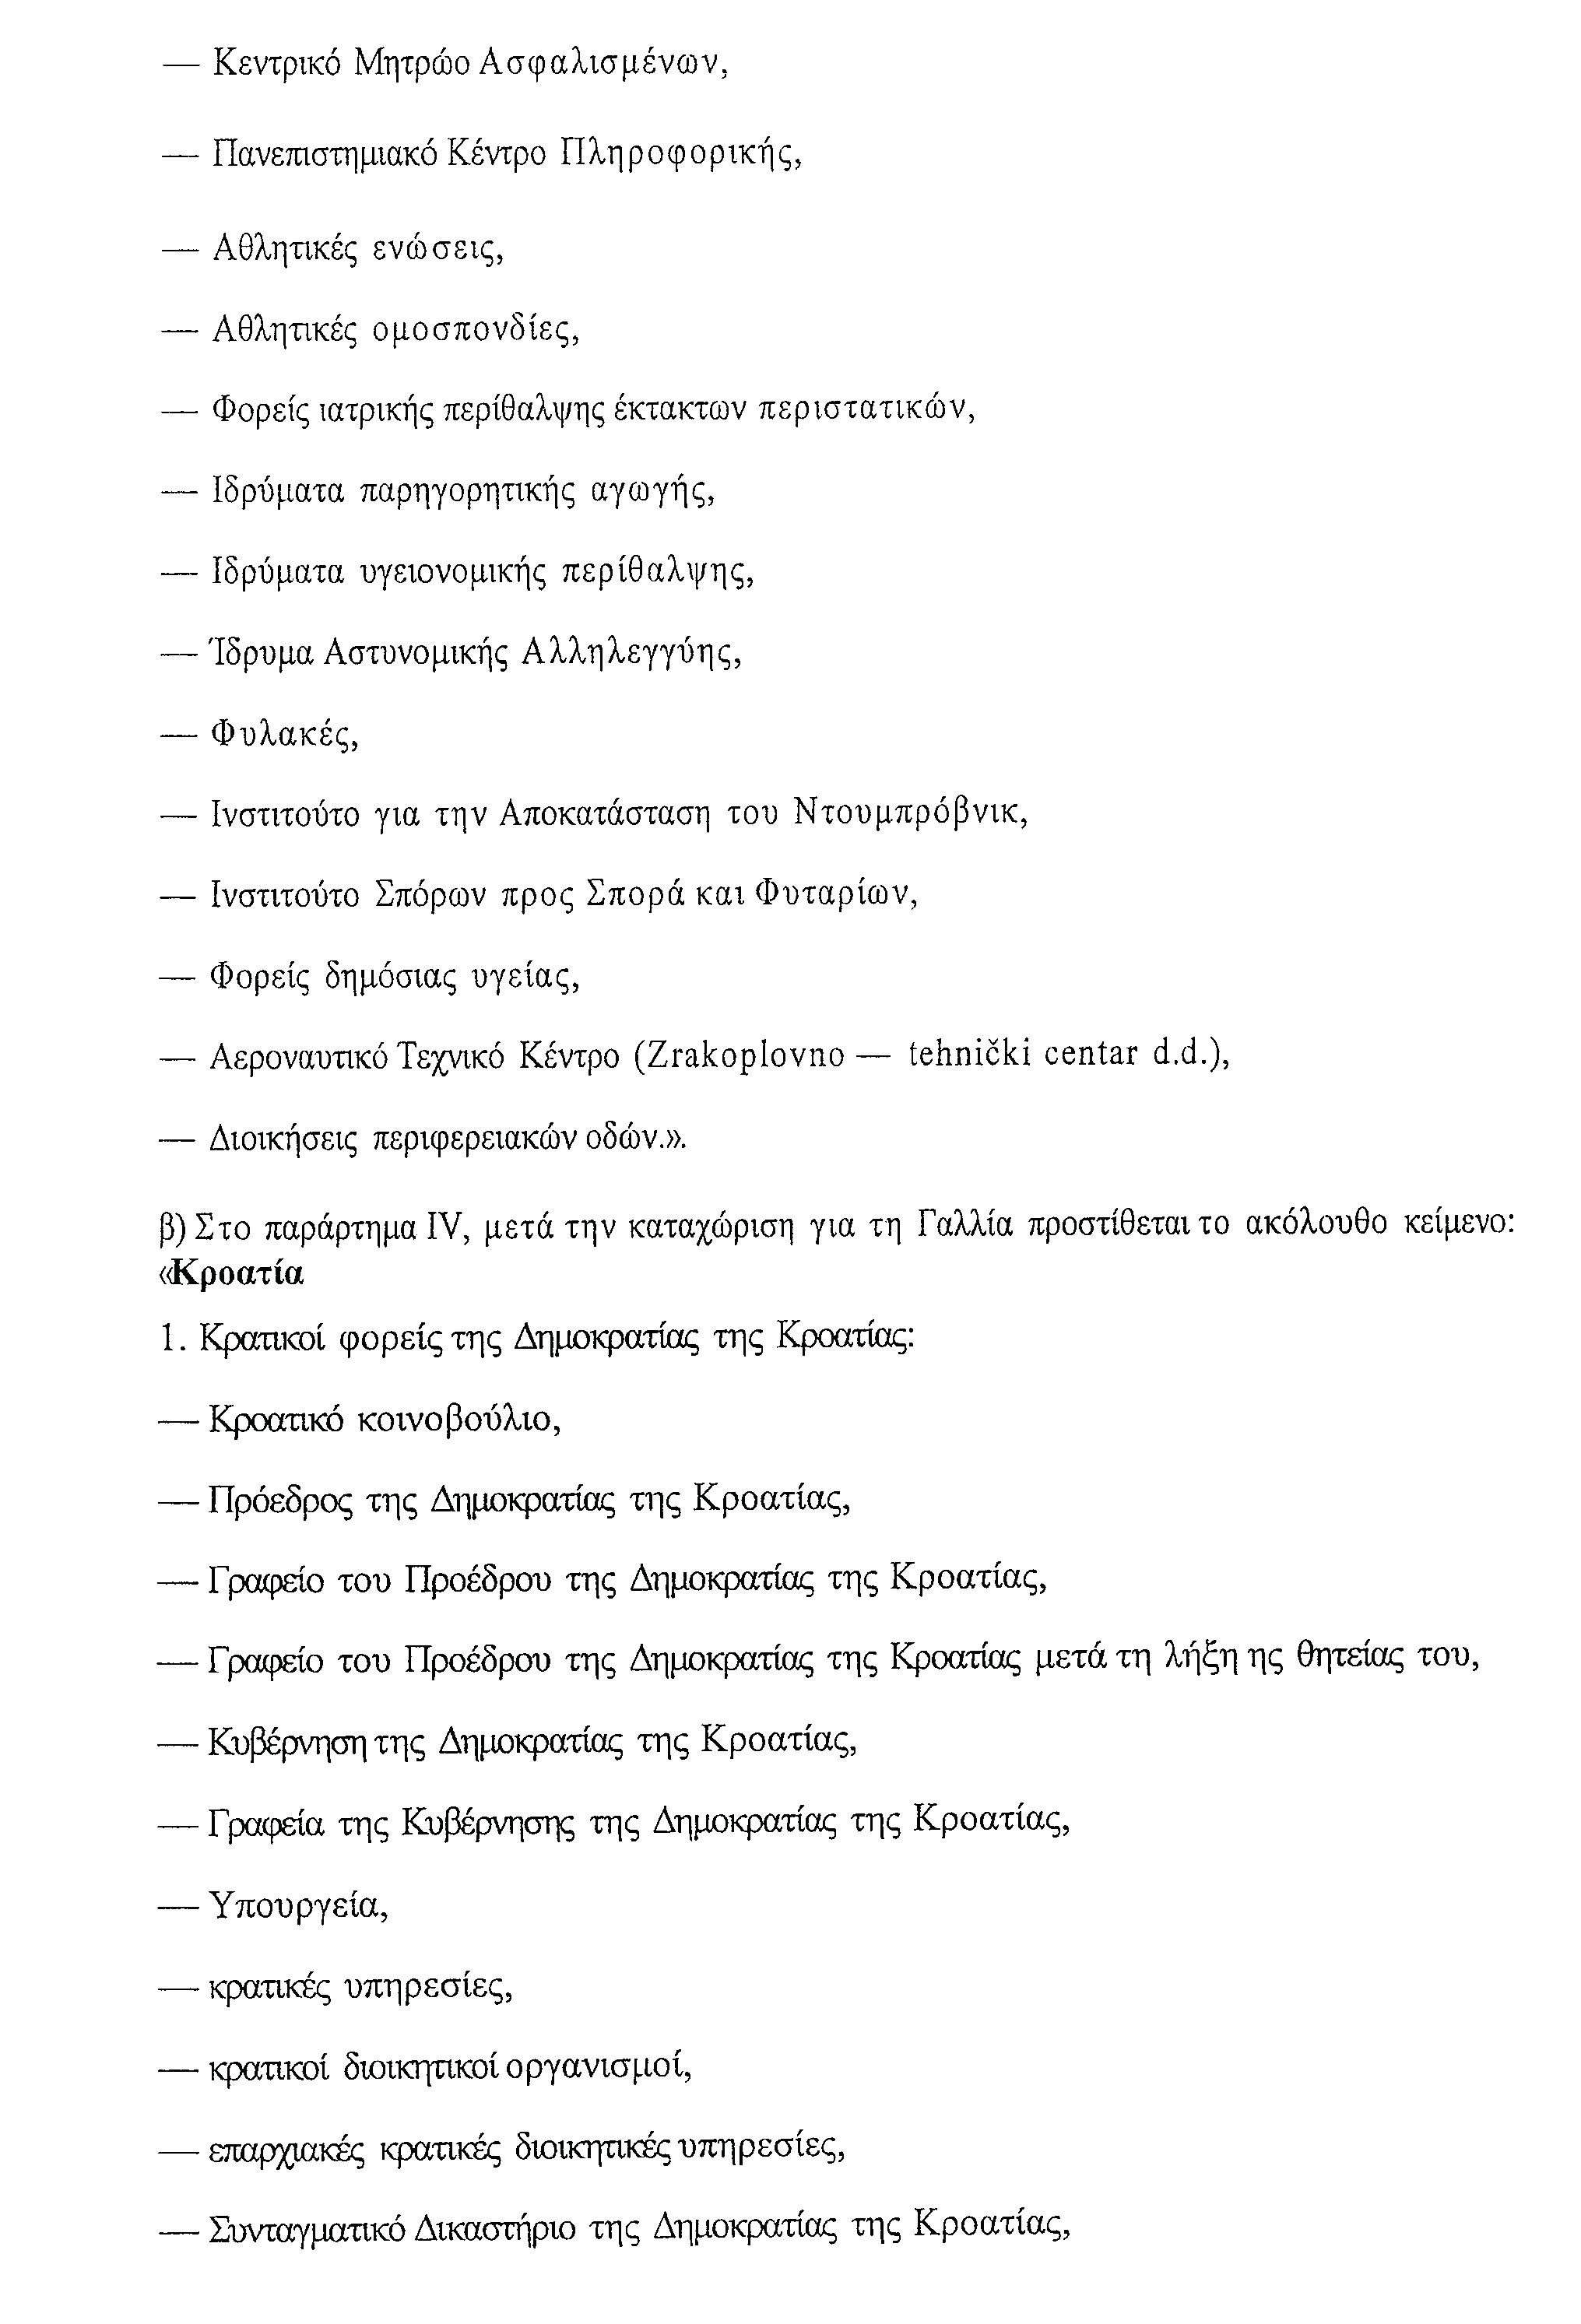 — Κεντρικό Μητρώο Ασφαλισμένων,
— Πανεπιστημιακό Κέντρο Πληροφορικής,
— Αθλητικές ενώσεις,
— Αθλητικές ομοσπονδίες,
— Φορείς ιατρικής περίθαλψης έκτακτων περιστατικών,
— Ιδρύματα παρηγορητικής αγωγής,
— Ιδρύματα υγειονομικής περίθαλψης,
— Ίδρυμα Αστυνομικής Αλληλεγγύης,
— Φυλακές,
— Ινστιτούτο για την Αποκατάσταση του Ντουμπρόβνικ,
— Ινστιτούτο Σπόρων προς Σπορά και Φυταρίων,
— Φορείς δημόσιας υγείας,
— Αεροναυτικό Τεχνικό Κέντρο (Zrakoplovno — tehnički centar d.d.),
— Διοικήσεις περιφερειακών οδών.».
β) Στο παράρτημα IV, μετά την καταχώριση για τη Γαλλία προστίθεται το ακόλουθο κείμενο:
«Κροατία
1. Κρατικοί φορείς της Δημοκρατίας της Κροατίας:
— Κροατικό κοινοβούλιο,
— Πρόεδρος της Δημοκρατίας της Κροατίας,
— Γραφείο του Προέδρου της Δημοκρατίας της Κροατίας,
— Γραφείο του Προέδρου της Δημοκρατίας της Κροατίας μετά τη λήξη ης θητείας του,
— Κυβέρνηση της Δημοκρατίας της Κροατίας,
— Γραφεία της Κυβέρνησης της Δημοκρατίας της Κροατίας,
— Υπουργεία,
— κρατικές υπηρεσίες,
— κρατικοί διοικητικοί οργανισμοί,
— επαρχιακές κρατικές διοικητικές υπηρεσίες,
— Συνταγματικό Δικαστήριο της Δημοκρατίας της Κροατίας,